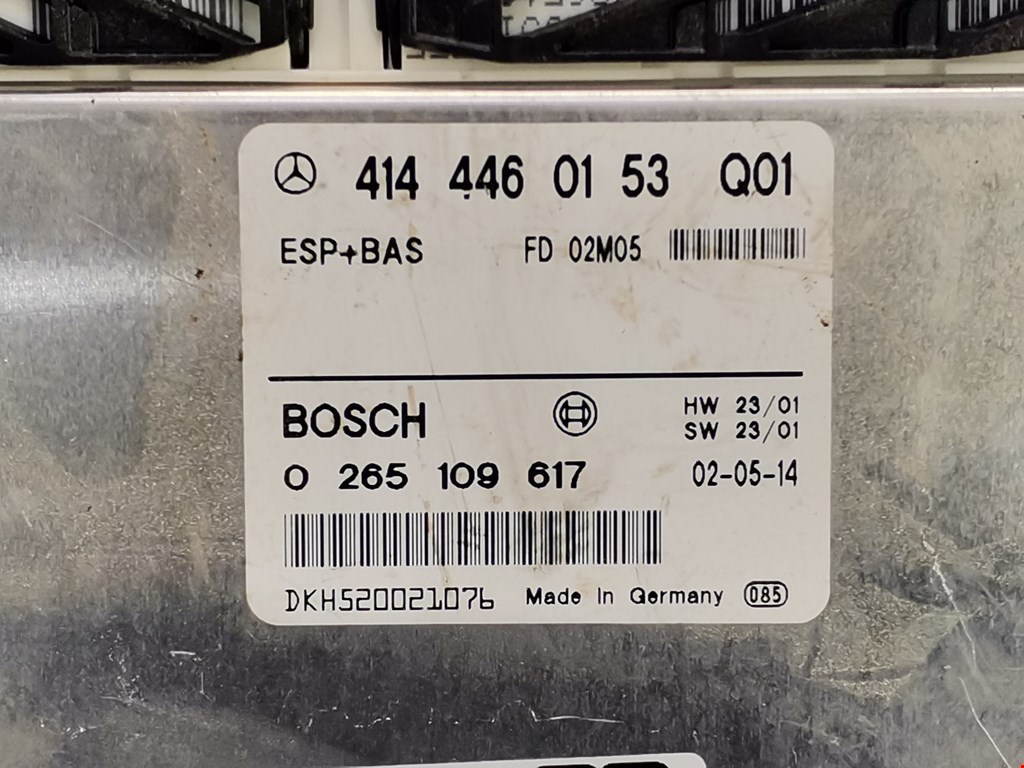 414 446 01 53 Q01
ESP+BAS FD 02M05
BOSCH HW 23/01
SW 23/01
0 265 109 617 02-05-14
DKH520021076 Made In Germany 085